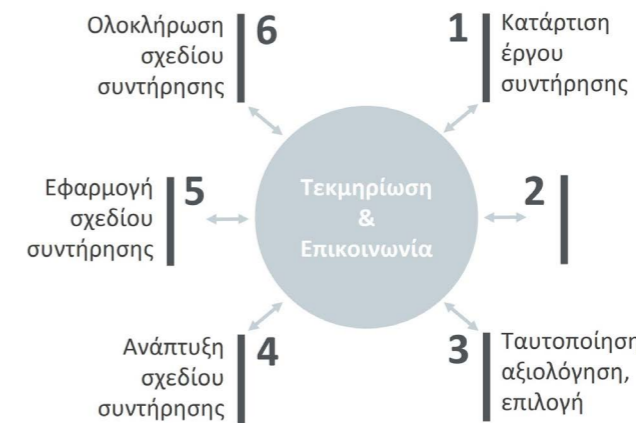 6
Ολοκλήρωση
σχεδίου
συντήρησης
1
Κατάρτιση
έργου
συντήρησης
Εφαρμογή
σχεδίου
συντήρησης
5
Τεκμηρίωση
&
Επικοινωνία
2
Ανάπτυξη
σχεδίου
συντήρησης
4
3
Ταυτοποίηση
αξιολόγηση,
επιλογή